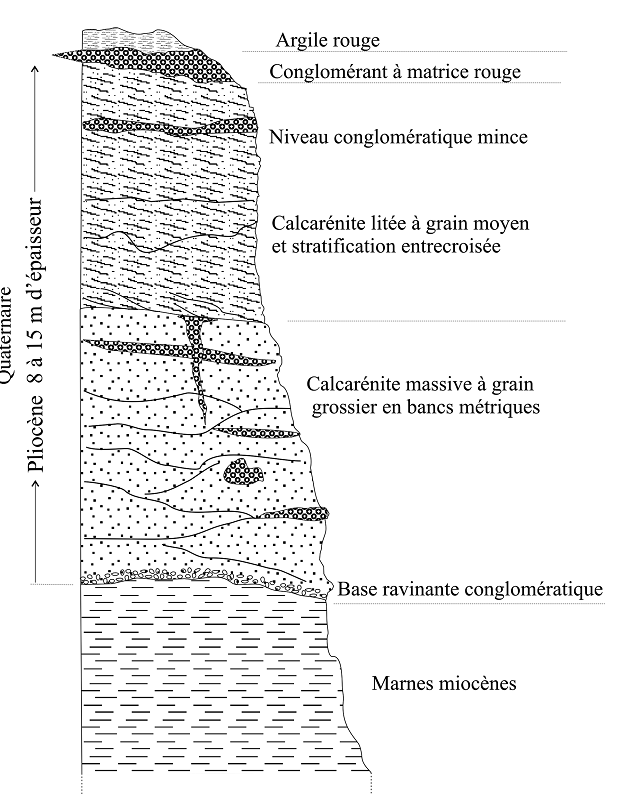 Argile rouge
Conglomérant à matrice rouge
Niveau conglomératique mince
Calcarénite litée à grain moyen
et stratification entrecroisée
Calcarénite massive à grain
grossier en bancs métriques
Base ravinante conglomératique
Marnes miocènes
Quaternaire
Pliocène 8 à 15 m d'épaisseur